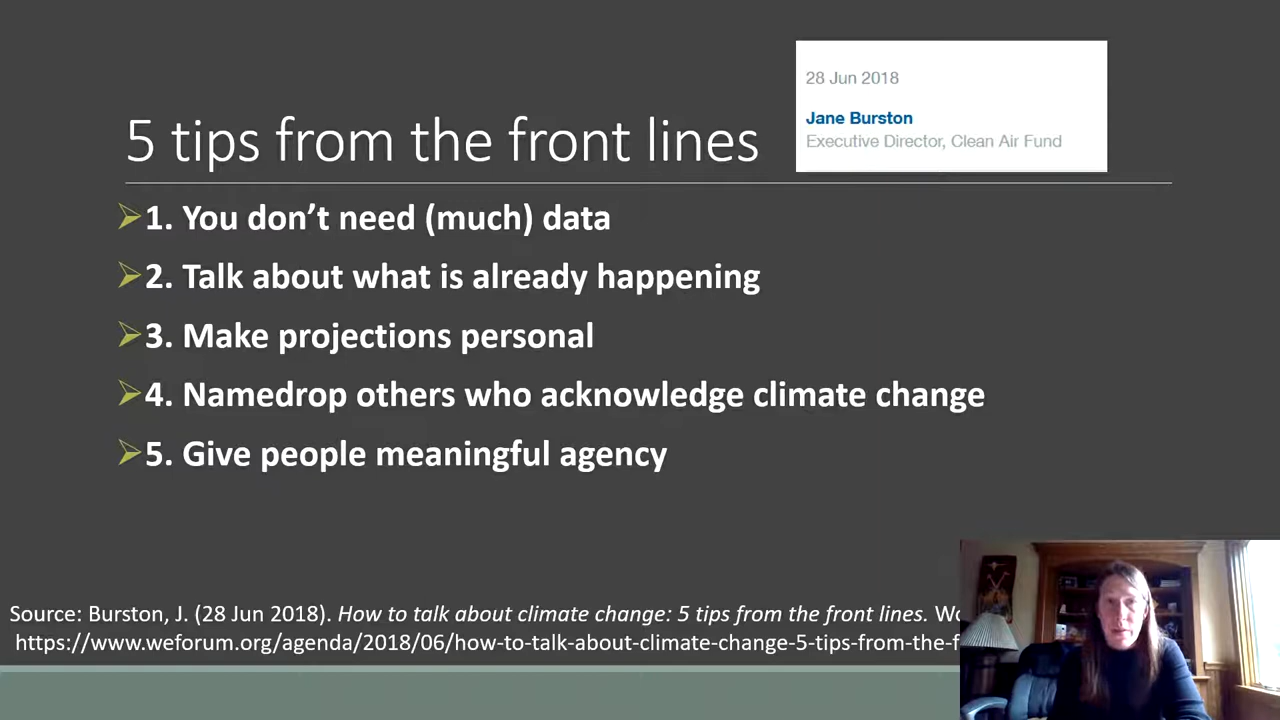 28 Jun 2018
Jane Burston
Executive Director, Clean Air Fund
5 tips from the front lines
1. You don’t need (much) data
2. Talk about what is already happening
3. Make projections personal
4. Namedrop others who acknowledge climate change
5. Give people meaningful agency
Source: Burston, J. (28 Jun 2018). How to talk about climate change: 5 tips from the front lines.
https://www.weforum.org/agenda/2018/06/how-to-talk-about-climate-change-5-tips-from-the-f